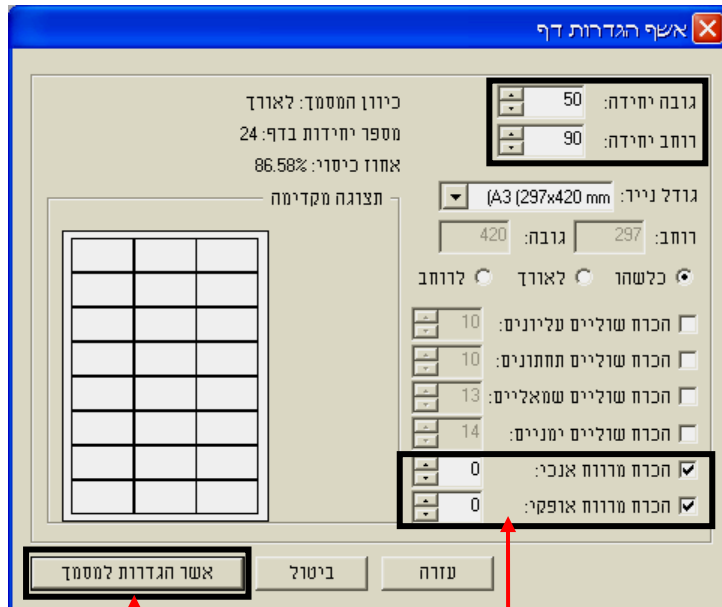 אשף הגדרות דף
גובה יחידה: 50
רוחב יחידה: 90
כיוון המסמך: לאורך
מספר יחידות בדף: 24
אחוז כיסוי: 86.58%
גודל נייר: (A3 (297x420 mm
רוחב: 297 גובה: 420
כלשהו לאורך לרוחב
הכרח שוליים עליונים: 10
הכרח שוליים תחתונים: 10
הכרח שוליים שמאליים: 13
הכרח שוליים ימניים: 14
הכרח מרווח אנכי: 0
הכרח מרווח אופקי: 0
תצוגה מקדימה
עזרה ביטול אשר הגדרות למסמך